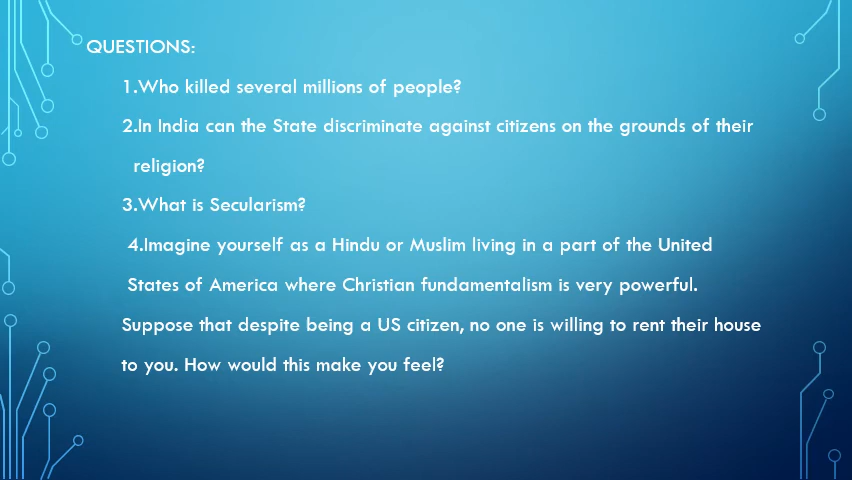 QUESTIONS:
1.Who killed several millions of people?
2.In India can the State discriminate against citizens on the grounds of their
religion?
3.What is Secularism?
4.Imagine yourself as a Hindu or Muslim living in a part of the United
States of America where Christian fundamentalism is very powerful.
Suppose that despite being a US citizen, no one is willing to rent their house
to you. How would this make you feel?